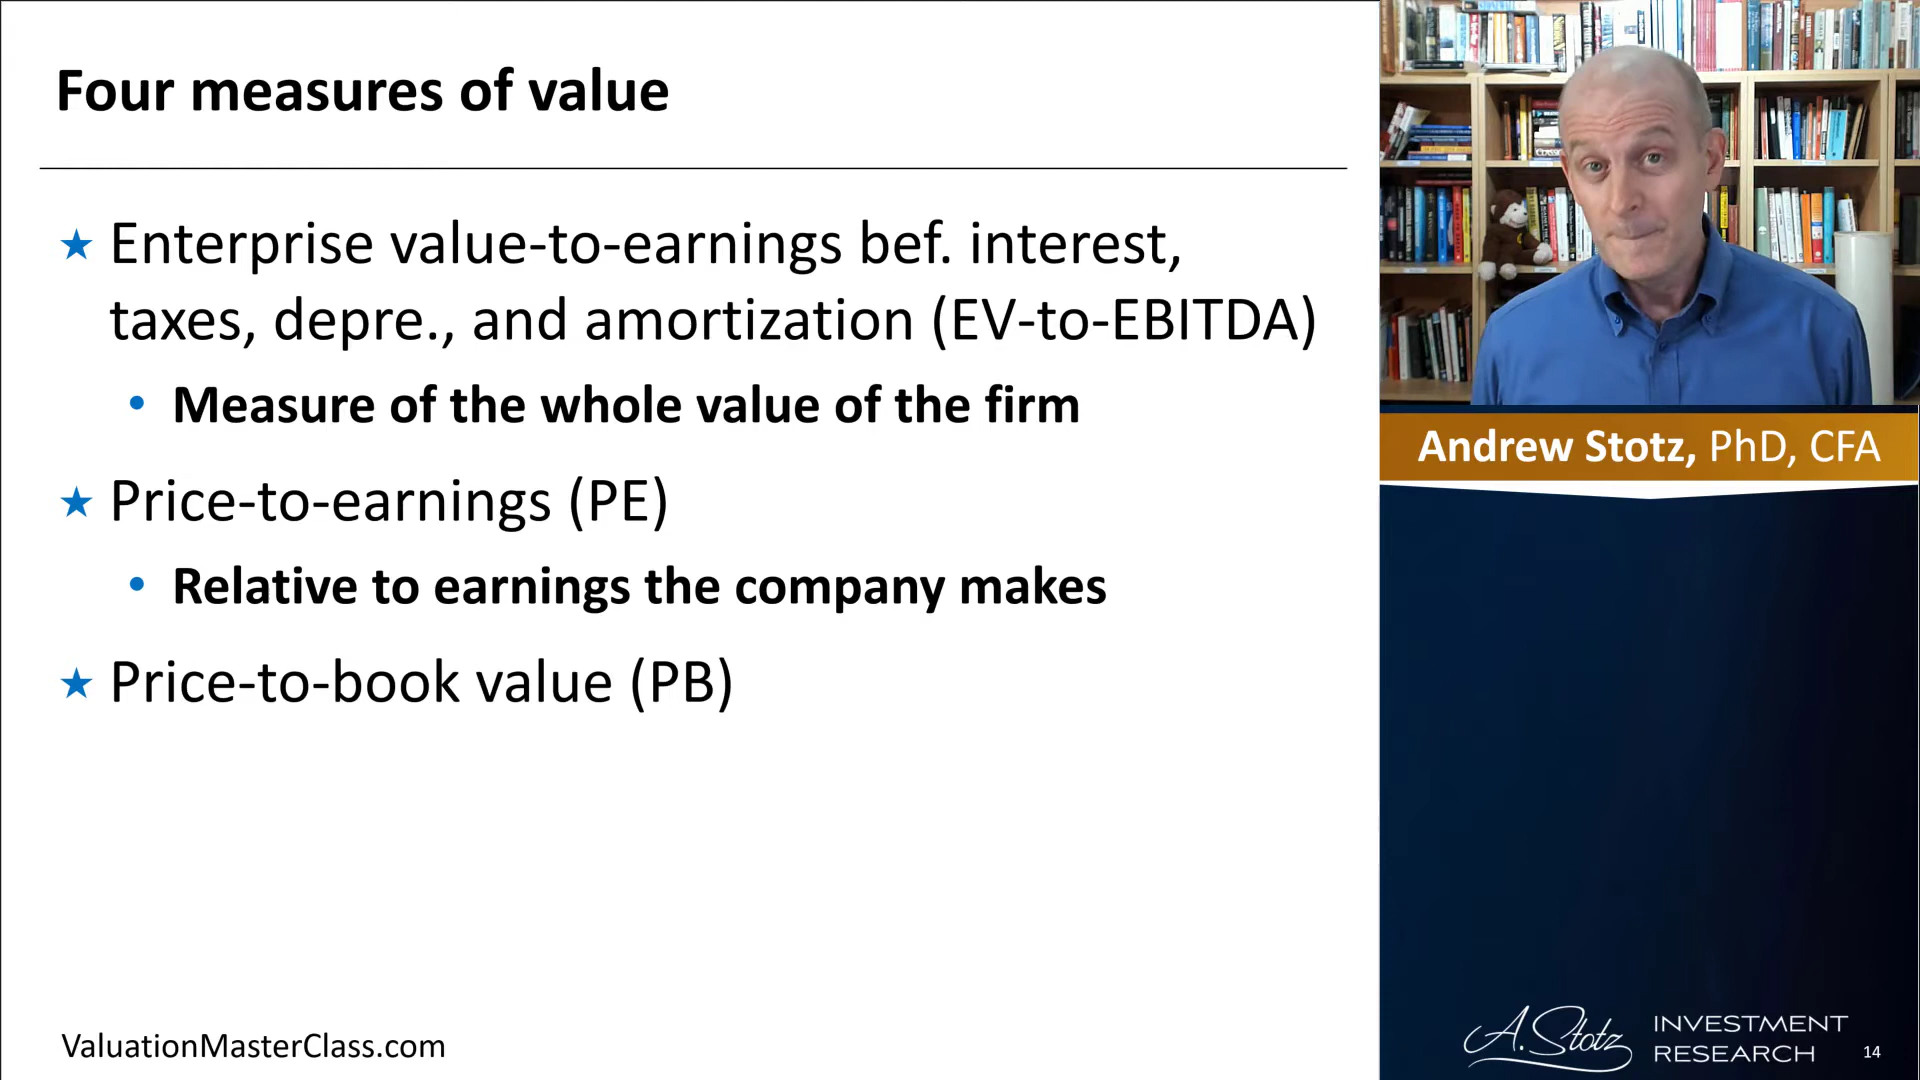 Four measures of value
★ Enterprise value-to-earnings bef. interest,
taxes, depre., and amortization (EV-to-EBITDA)
• Measure of the whole value of the firm
★ Price-to-earnings (PE)
• Relative to earnings the company makes
★ Price-to-book value (PB)
ValuationMasterClass.com
Andrew Stotz, PhD, CFA
A. Stotz
INVESTMENT
RESEARCH
14